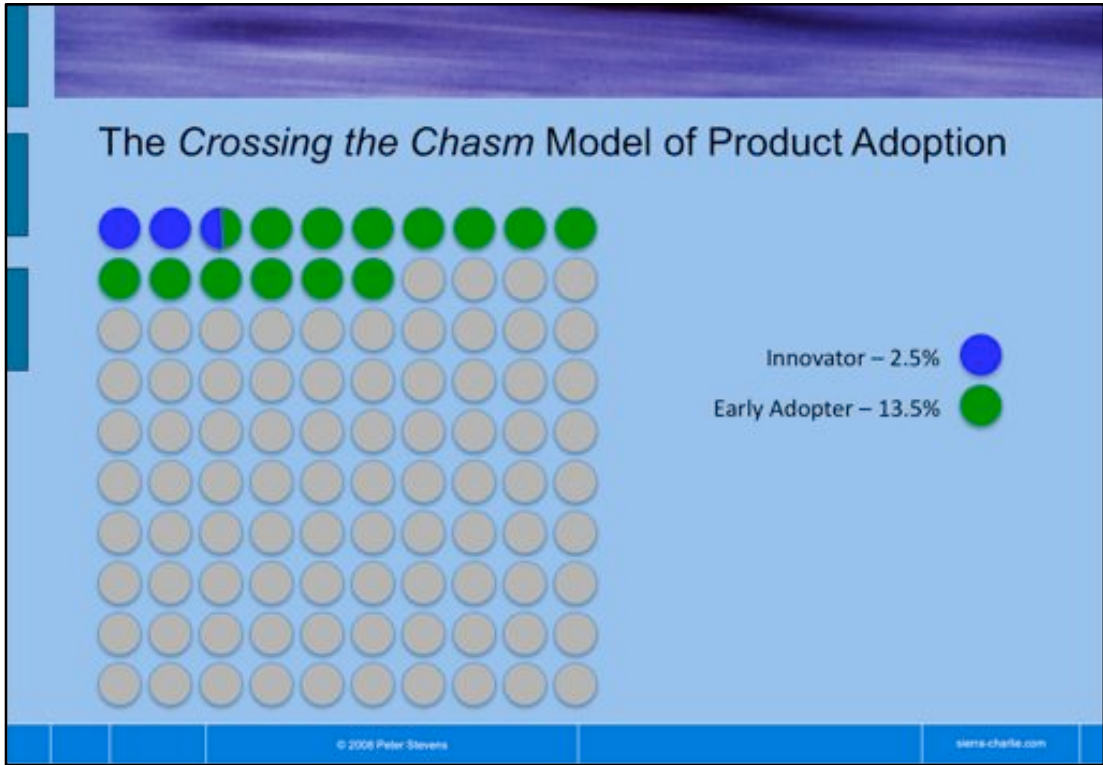 The Crossing the Chasm Model of Product Adoption
Innovator – 2.5%
Early Adopter – 13.5%
© 2008 Peter Stevens
sierra-charlie.com